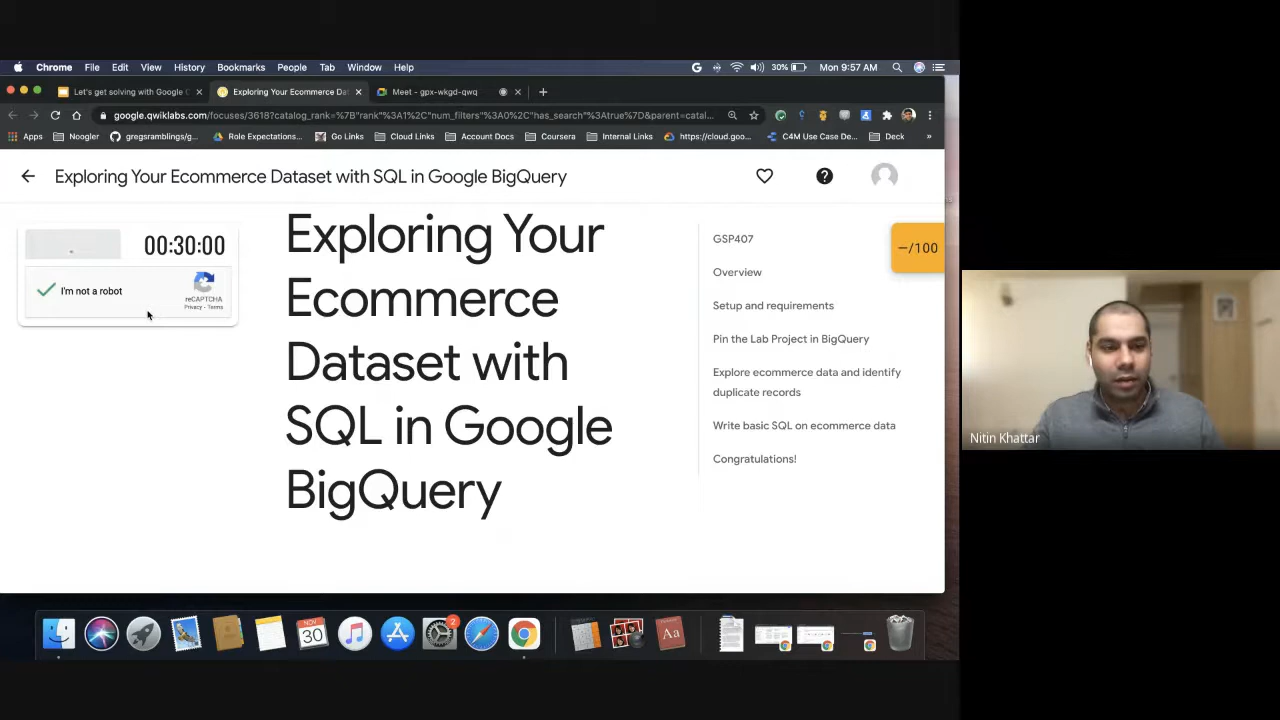 Chrome File Edit View History Bookmarks People Tab Window Help 30% Mon 9:57 AM
Let's get solving with Google C Exploring Your Ecommerce Dat Meet - gpx-wkgd-qwq
google.qwiklabs.com/focuses/3618?catalog_rank=%7B"rank"%3A1%2C"num_filters"%3A0%2C"has_search"%3Atrue%7D&parent=catal...
Apps Noogler gregsramblings/g... Role Expectations... Go Links Cloud Links Account Docs Coursera Internal Links https://cloud.goo... C4M Use Case De... Deck »
Exploring Your Ecommerce Dataset with SQL in Google BigQuery
00:30:00
I'm not a robot
reCAPTCHA
Privacy - Terms
Exploring Your
Ecommerce
Dataset with
SQL in Google
BigQuery
GSP407
Overview
Setup and requirements
Pin the Lab Project in BigQuery
Explore ecommerce data and identify
duplicate records
Write basic SQL on ecommerce data
Congratulations!
—/100
NOV
30
2
Aa
Nitin Khattar